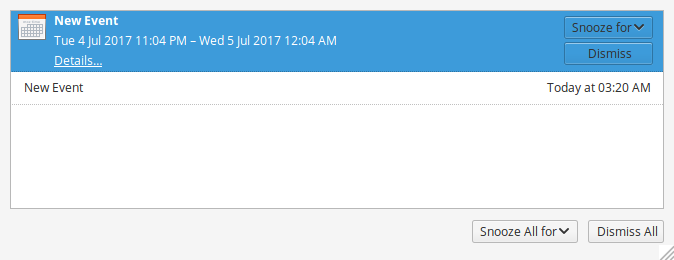 New Event
Snooze for
Tue 4 Jul 2017 11:04 PM – Wed 5 Jul 2017 12:04 AM
Dismiss
Details...
New Event Today at 03:20 AM
Snooze All for Dismiss All